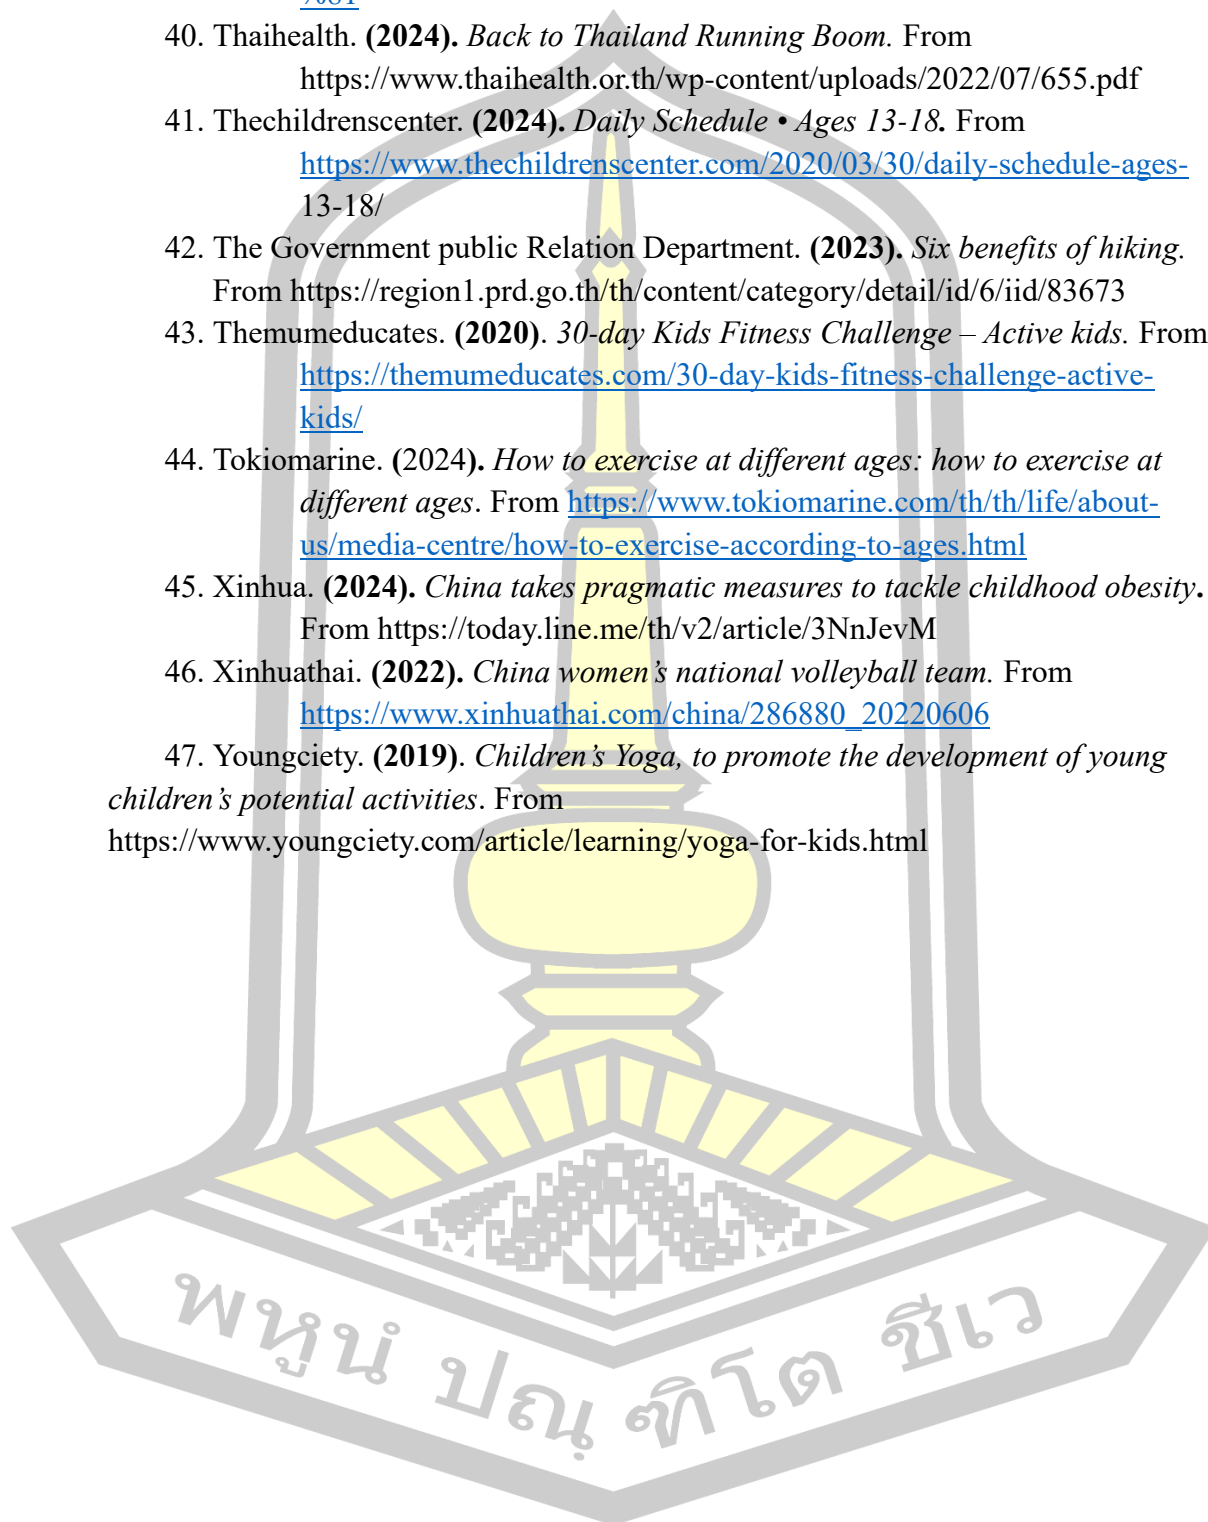 %81
40. Thaihealth. (2024). Back to Thailand Running Boom. From
https://www.thaihealth.or.th/wp-content/uploads/2022/07/655.pdf
41. Thechildrenscenter. (2024). Daily Schedule • Ages 13-18. From
https://www.thechildrenscenter.com/2020/03/30/daily-schedule-ages-
13-18/
42. The Government public Relation Department. (2023). Six benefits of hiking.
From https://region1.prd.go.th/th/content/category/detail/id/6/iid/83673
43. Themumeducates. (2020). 30-day Kids Fitness Challenge – Active kids. From
https://themumeducates.com/30-day-kids-fitness-challenge-active-
kids/
44. Tokiomarine. (2024). How to exercise at different ages: how to exercise at
different ages. From https://www.tokiomarine.com/th/th/life/about-
us/media-centre/how-to-exercise-according-to-ages.html
45. Xinhua. (2024). China takes pragmatic measures to tackle childhood obesity.
From https://today.line.me/th/v2/article/3NnJevM
46. Xinhuathai. (2022). China women’s national volleyball team. From
https://www.xinhuathai.com/china/286880_20220606
47. Youngciety. (2019). Children’s Yoga, to promote the development of young
children’s potential activities. From
https://www.youngciety.com/article/learning/yoga-for-kids.html
พหูนํ ปณฺฑิโต ชีเว